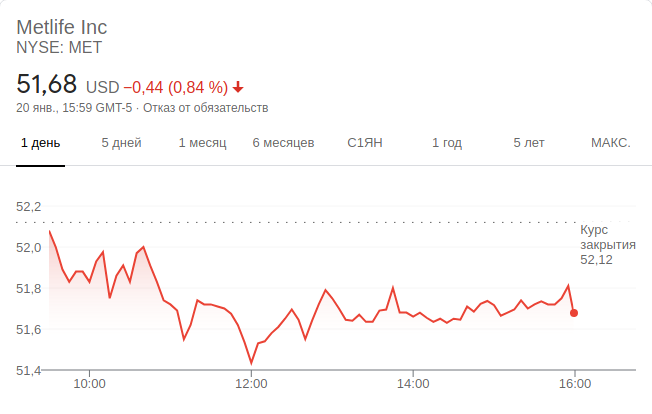 Metlife Inc
NYSE: MET
51,68 USD −0,44 (0,84 %)
20 янв., 15:59 GMT-5 · Отказ от обязательств
1 день 5 дней 1 месяц 6 месяцев С1ЯН 1 год 5 лет МАКС.
52,2
Курс
закрытия
52,12
52,0
51,8
51,6
51,4
10:00 12:00 14:00 16:00